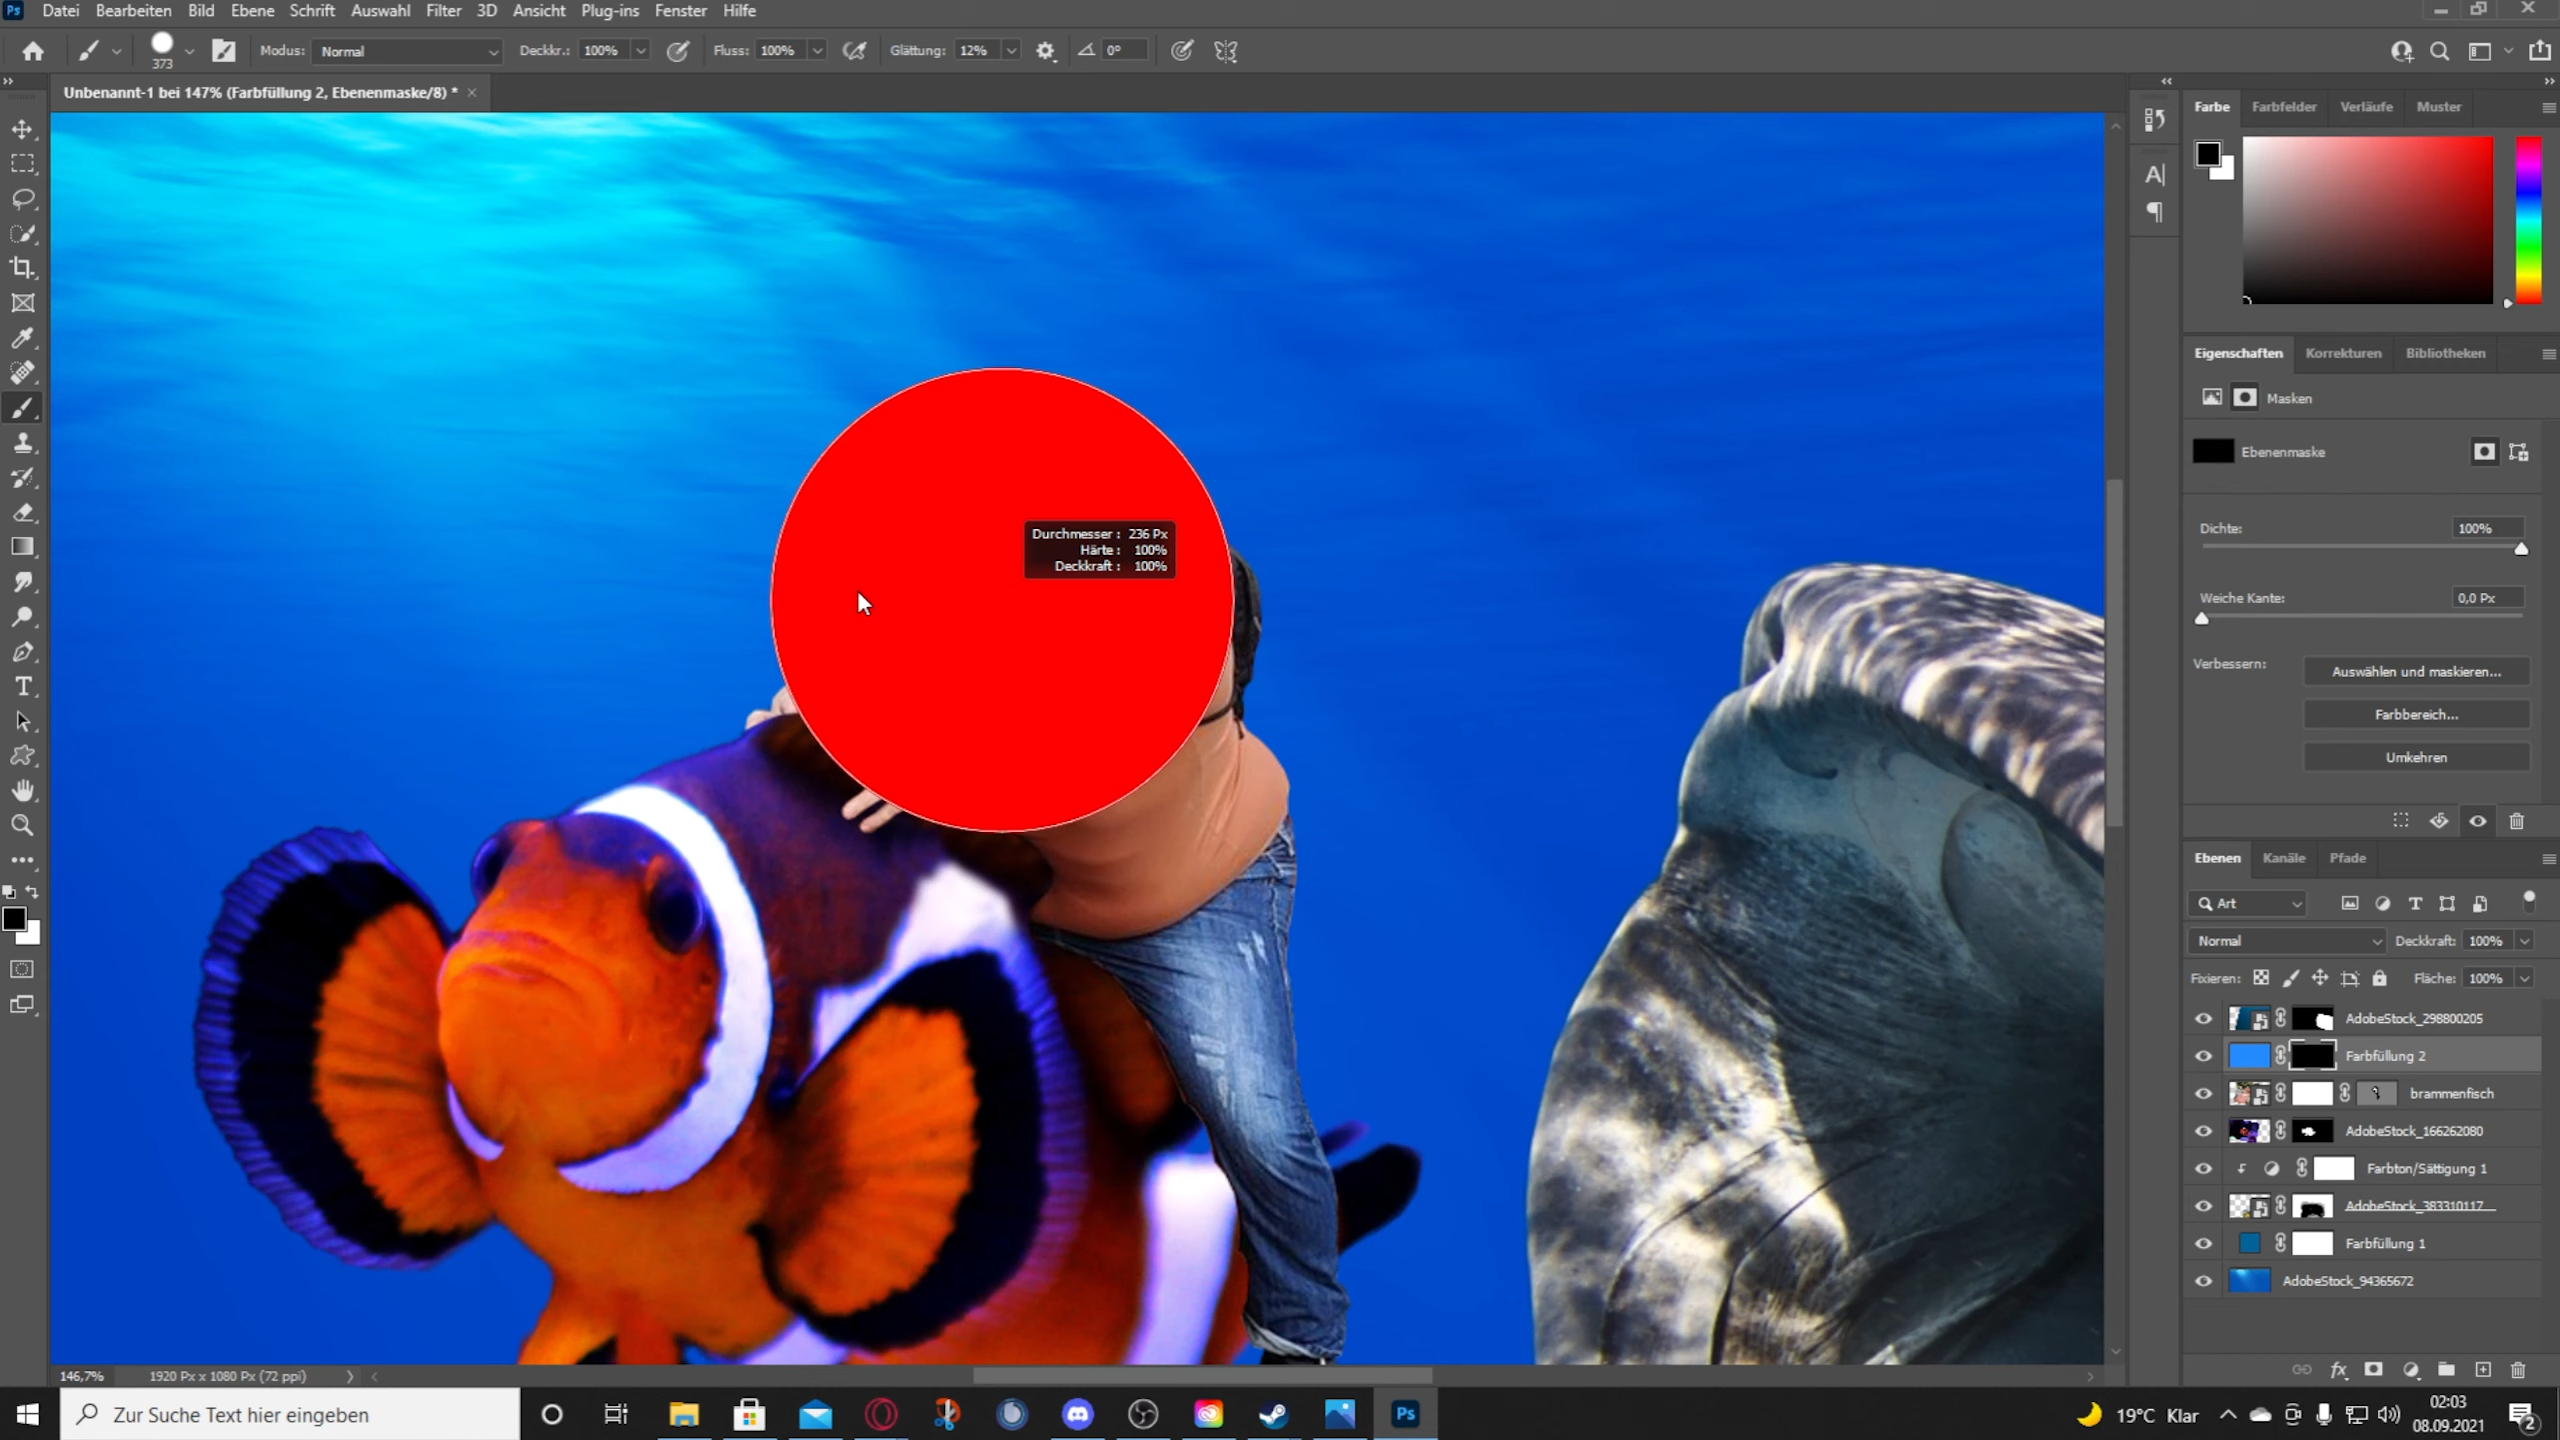 Ps Datei Bearbeiten Bild Ebene Schrift Auswahl Filter 3D Ansicht Plug-ins Fenster Hilfe
373 Modus: Normal Deckkr.: 100% Fluss: 100% Glättung: 12% 0°
Unbenannt-1 bei 147% (Farbfüllung 2, Ebenenmaske/8) *
Farbe Farbfelder Verläufe Muster
Eigenschaften Korrekturen Bibliotheken
Masken
Ebenenmaske
Dichte: 100%
Weiche Kante: 0,0 Px
Verbessern: Auswählen und maskieren...
Farbbereich...
Umkehren
Durchmesser : 236 Px
Härte : 100%
Deckkraft : 100%
Ebenen Kanäle Pfade
Art
Normal Deckkraft: 100%
Fixieren: Fläche: 100%
AdobeStock_298800205
Farbfüllung 2
brammenfisch
AdobeStock_166262080
Farbton/Sättigung 1
AdobeStock_383310117
Farbfüllung 1
AdobeStock_94365672
fx
146,7% 1920 Px x 1080 Px (72 ppi)
Zur Suche Text hier eingeben
Ps
19°C Klar
02:03
08.09.2021
2